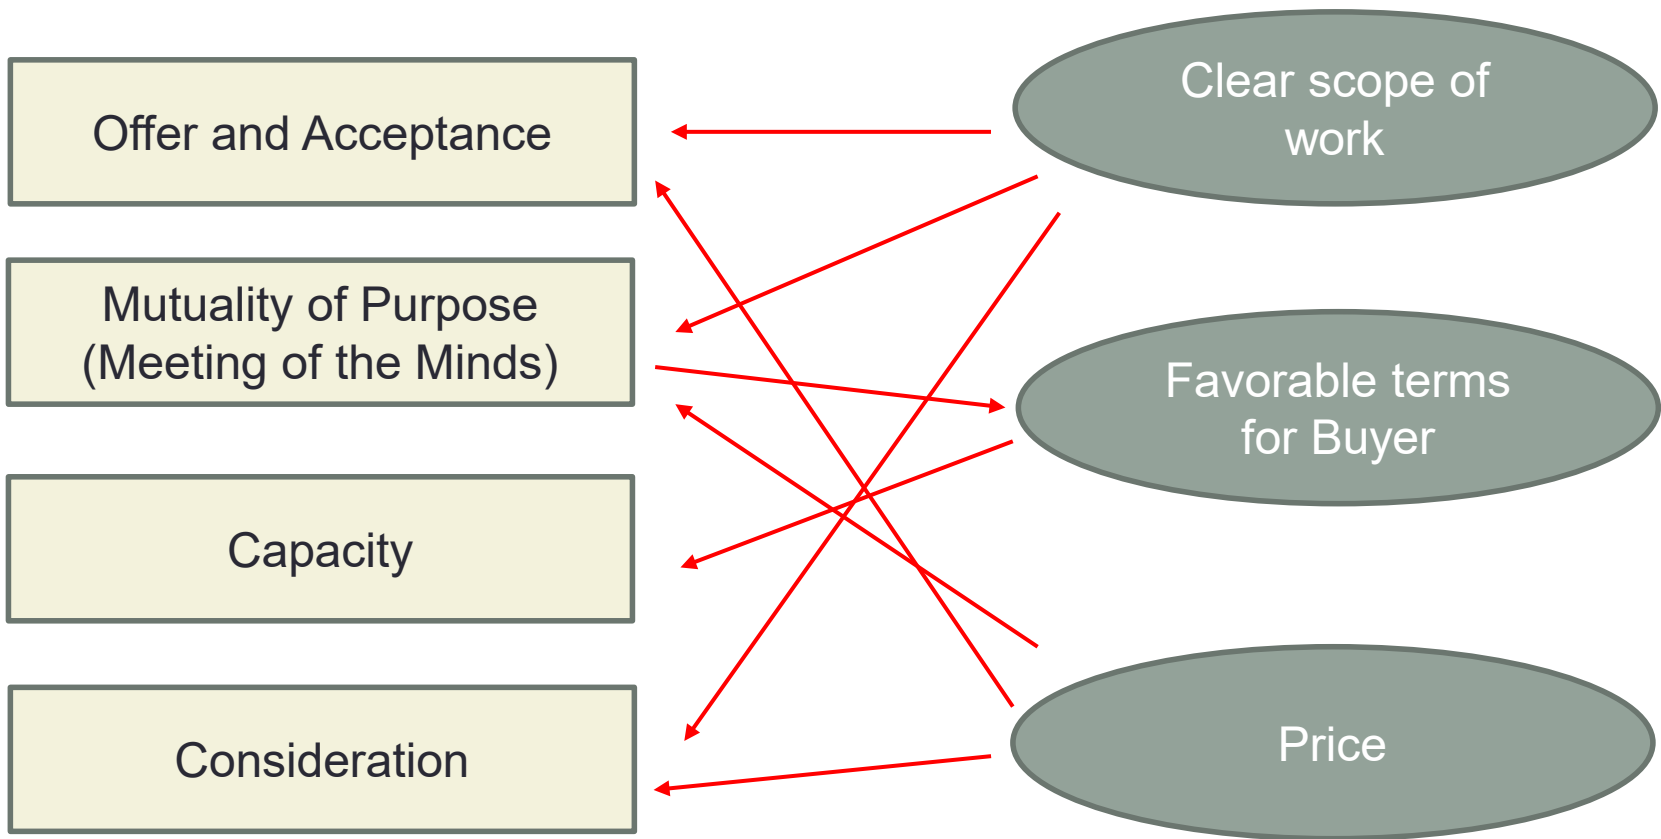 Offer and Acceptance
Mutuality of Purpose
(Meeting of the Minds)
Capacity
Consideration
Clear scope of
work
Favorable terms
for Buyer
Price